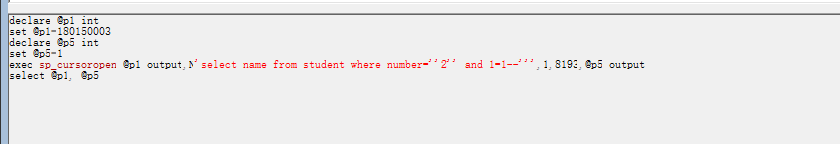 declare @p1 int
set @p1=180150003
declare @p5 int
set @p5=1
exec sp_cursoropen @p1 output,N'select name from student where number=''2'' and 1=1--''',1,8193,@p5 output
select @p1, @p5